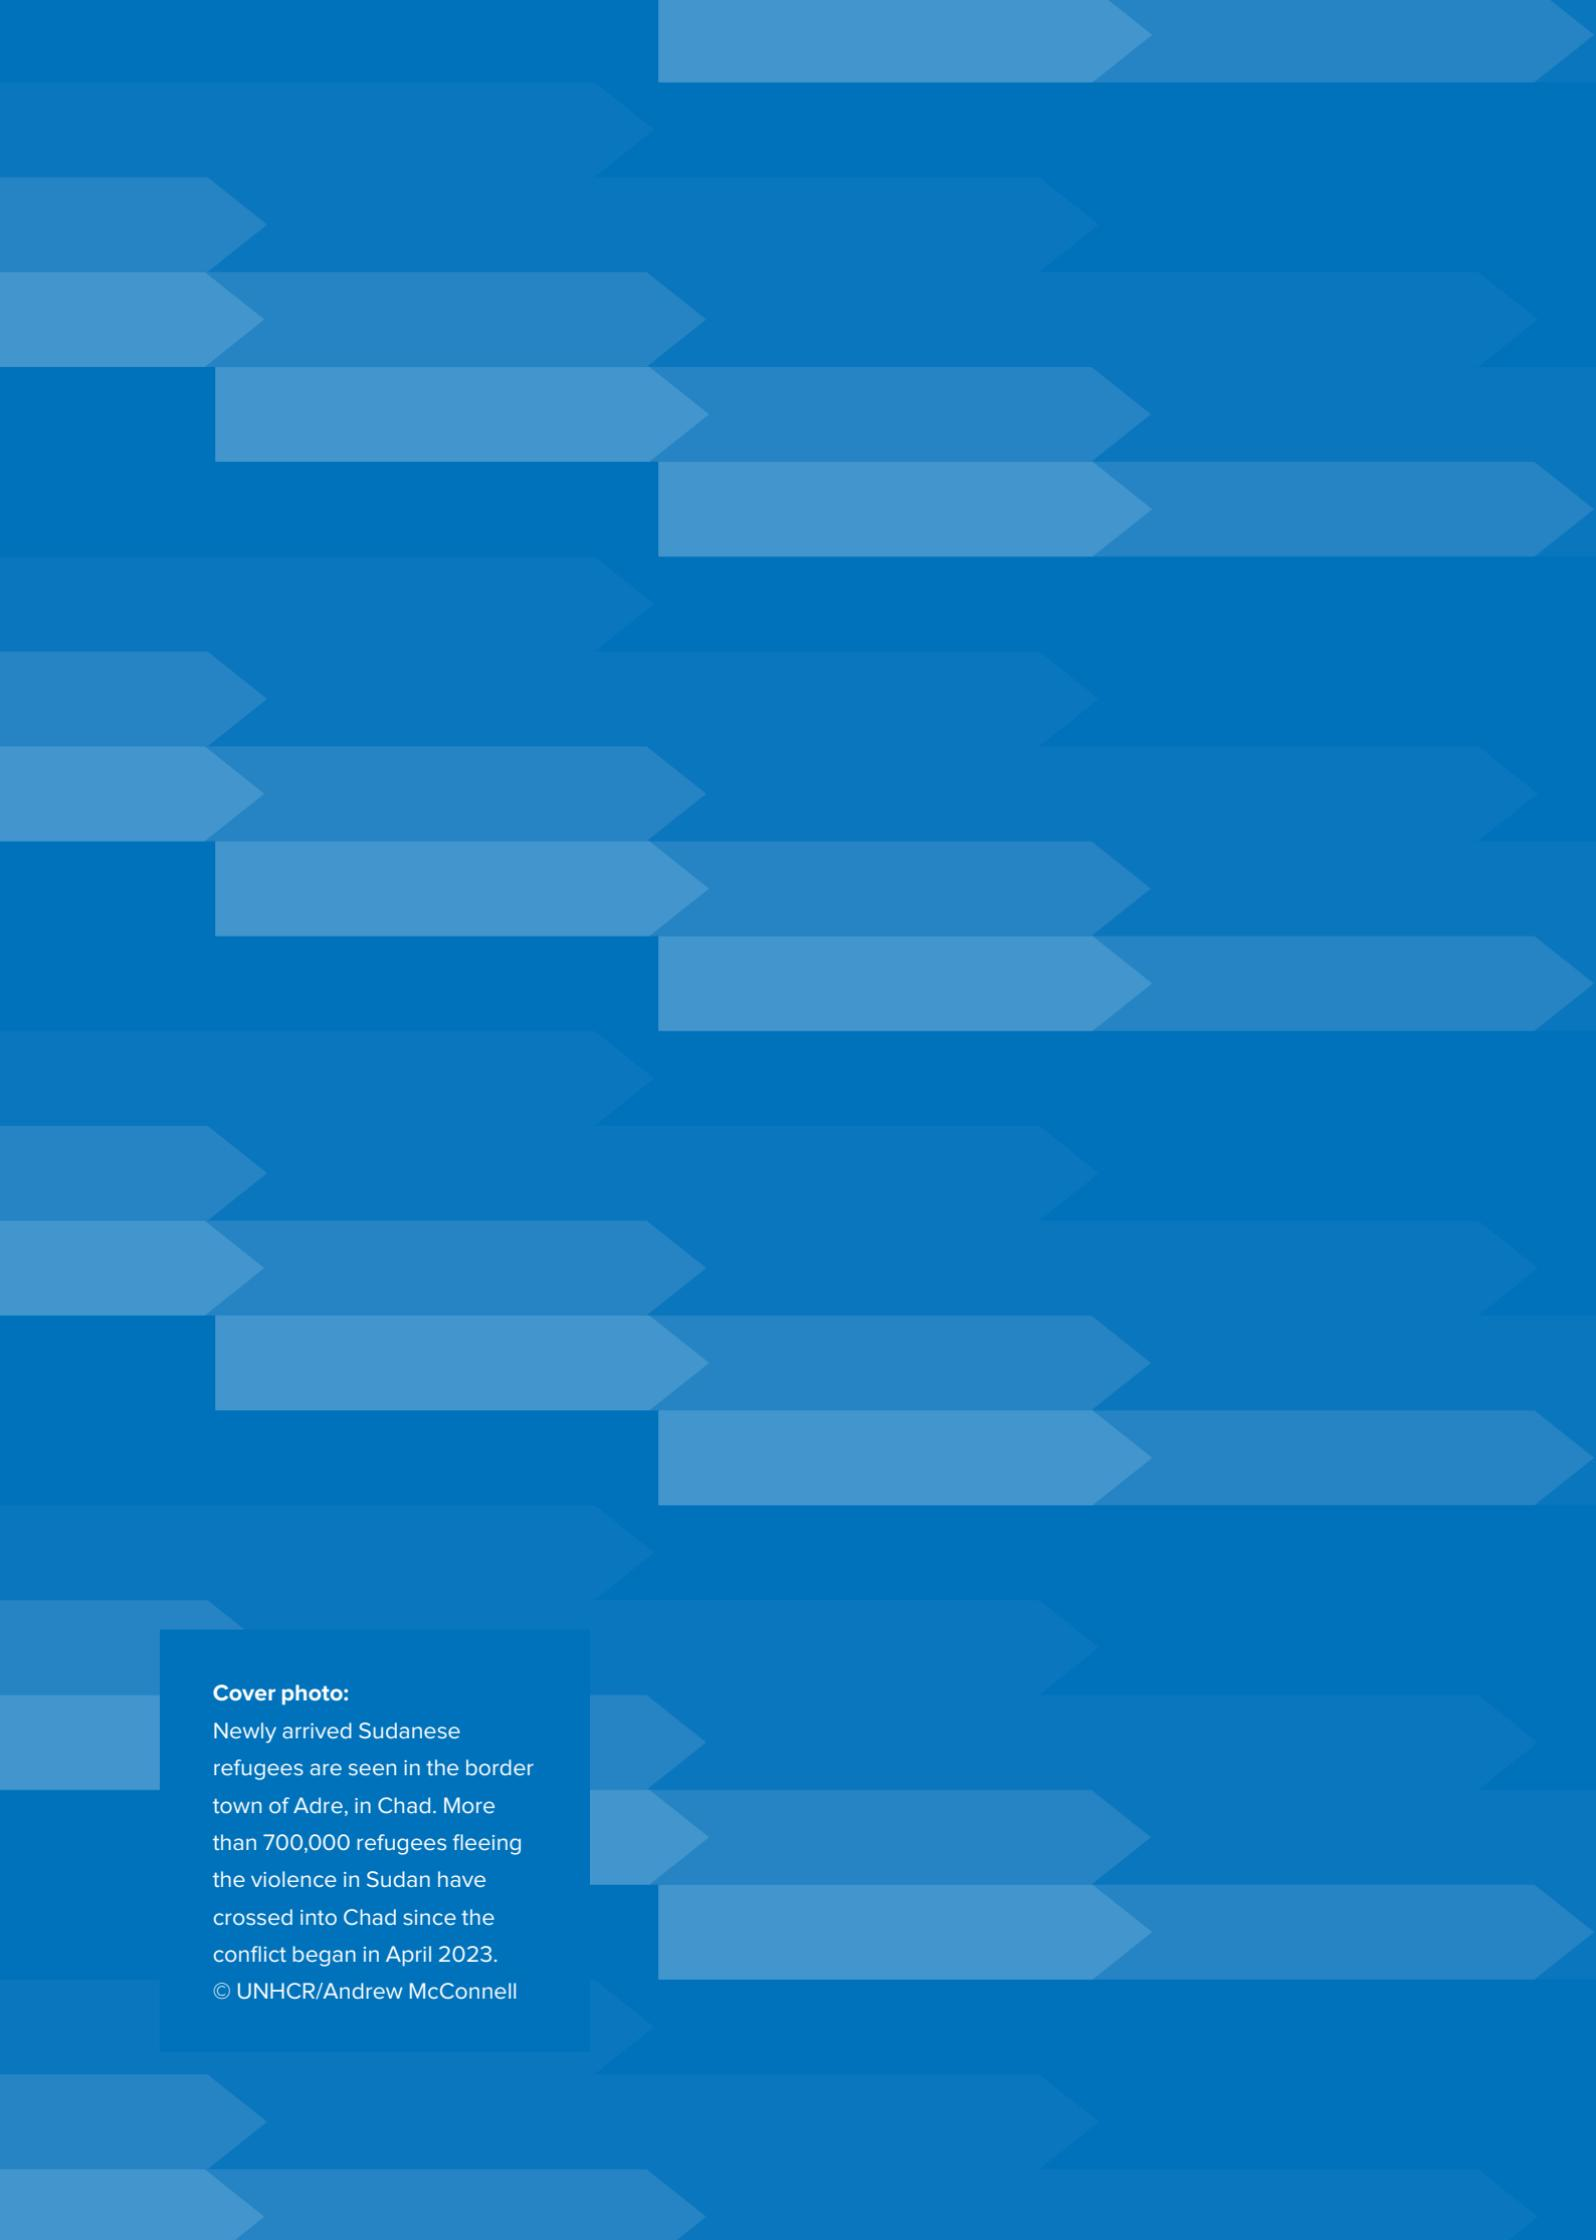 Cover photo:
Newly arrived Sudanese
refugees are seen in the border
town of Adre, in Chad. More
than 700,000 refugees fleeing
the violence in Sudan have
crossed into Chad since the
conflict began in April 2023.
© UNHCR/Andrew McConnell